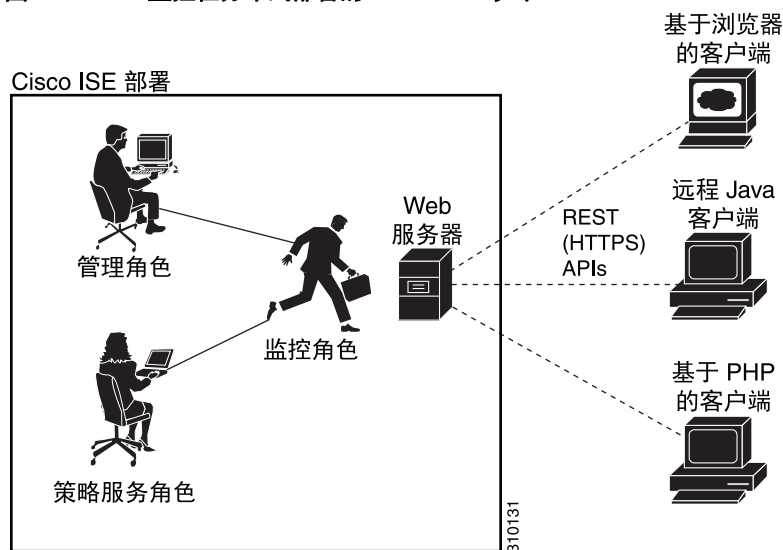 基于浏览器
的客户端
Cisco ISE 部署
Web
服务器
远程 Java
客户端
REST
(HTTPS)
APIs
管理角色
监控角色
基于 PHP
的客户端
策略服务角色
310131